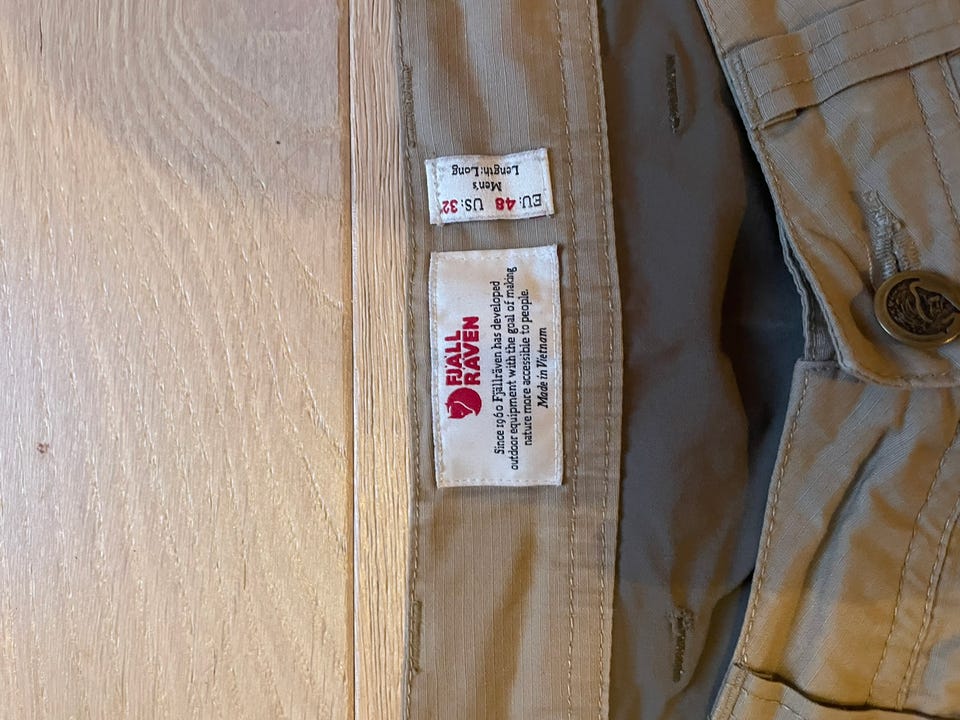 EU: 48 US: 32
Men's
Length: Long
FJÄLL
RÄVEN
Since 1960 Fjällräven has developed
outdoor equipment with the goal of making
nature more accessible to people.
Made in Vietnam